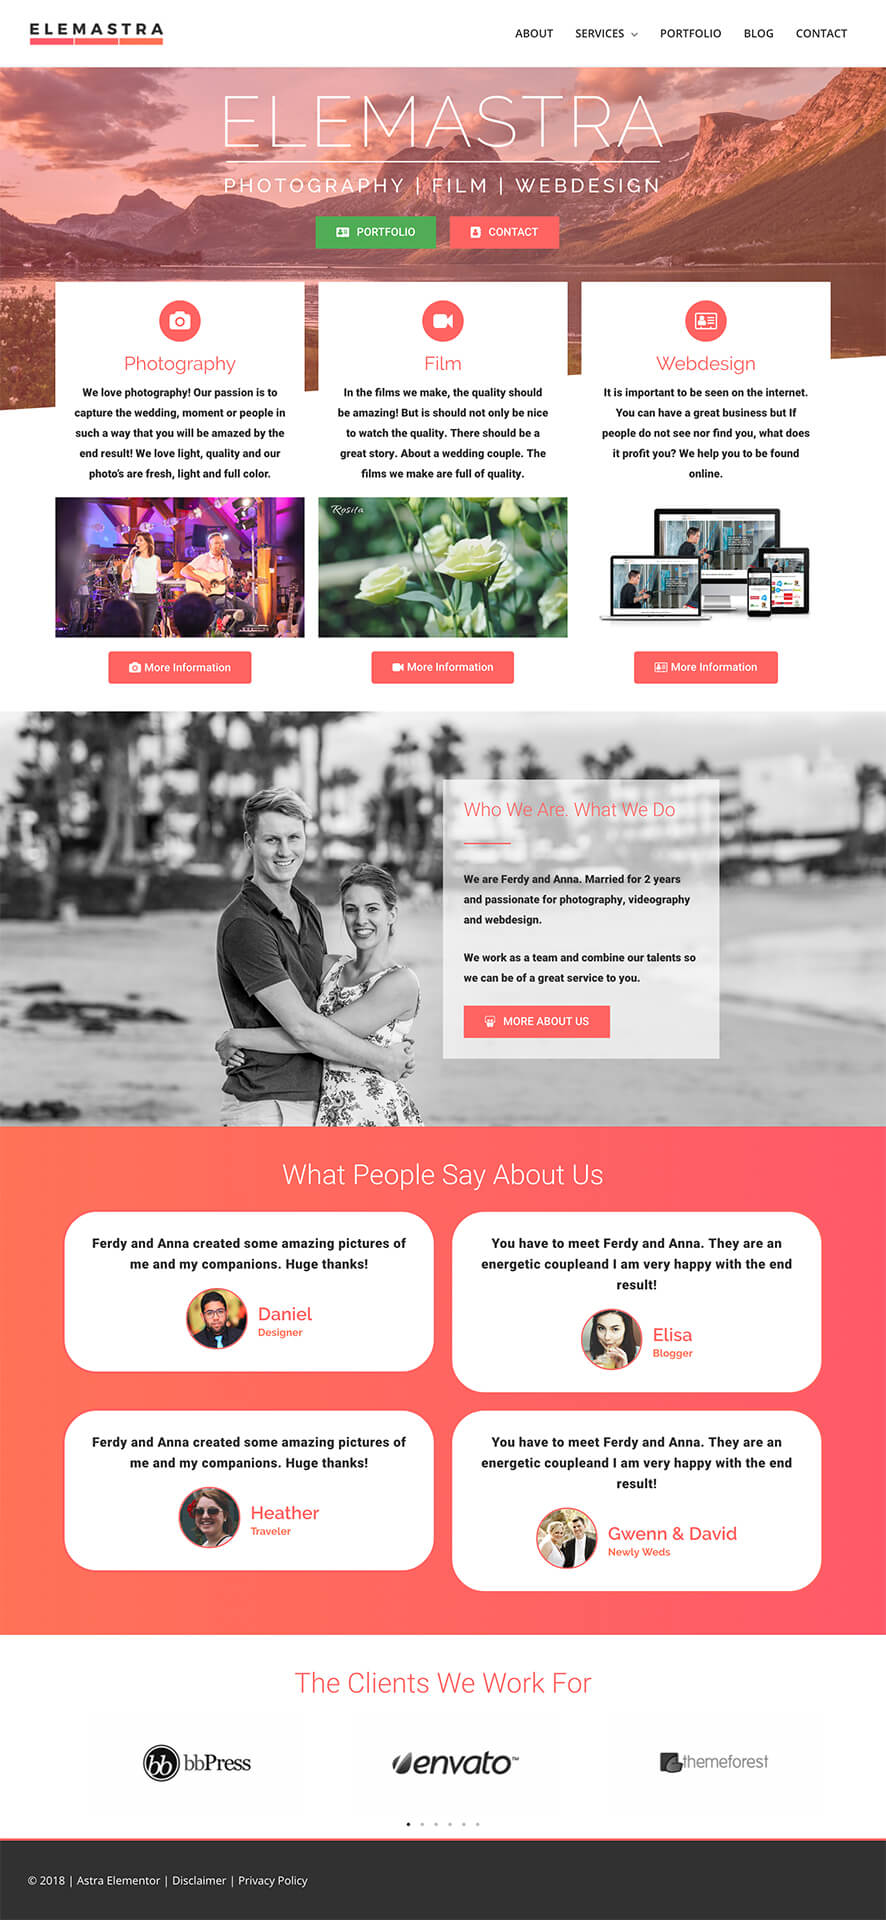 ELEMASTRA
ABOUT SERVICES PORTFOLIO BLOG CONTACT
ELEMASTRA
PHOTOGRAPHY | FILM | WEBDESIGN
PORTFOLIO CONTACT
Photography
We love photography! Our passion is to
capture the wedding, moment or people in
such a way that you will be amazed by the
end result! We love light, quality and our
photo's are fresh, light and full color.
More Information
Film
In the films we make, the quality should
be amazing! But is should not only be nice
to watch the quality. There should be a
great story. About a wedding couple. The
films we make are full of quality.
Rosita
More Information
Webdesign
It is important to be seen on the internet.
You can have a great business but If
people do not see nor find you, what does
it profit you? We help you to be found
online.
More Information
Who We Are. What We Do
We are Ferdy and Anna. Married for 2 years
and passionate for photography, videography
and webdesign.
We work as a team and combine our talents so
we can be of a great service to you.
MORE ABOUT US
What People Say About Us
Ferdy and Anna created some amazing pictures of
me and my companions. Huge thanks!
Daniel
Designer
You have to meet Ferdy and Anna. They are an
energetic coupleand I am very happy with the end
result!
Elisa
Blogger
Ferdy and Anna created some amazing pictures of
me and my companions. Huge thanks!
Heather
Traveler
You have to meet Ferdy and Anna. They are an
energetic coupleand I am very happy with the end
result!
Gwenn & David
Newly Weds
The Clients We Work For
bb bbPress
envato™
themeforest
© 2018 | Astra Elementor | Disclaimer | Privacy Policy